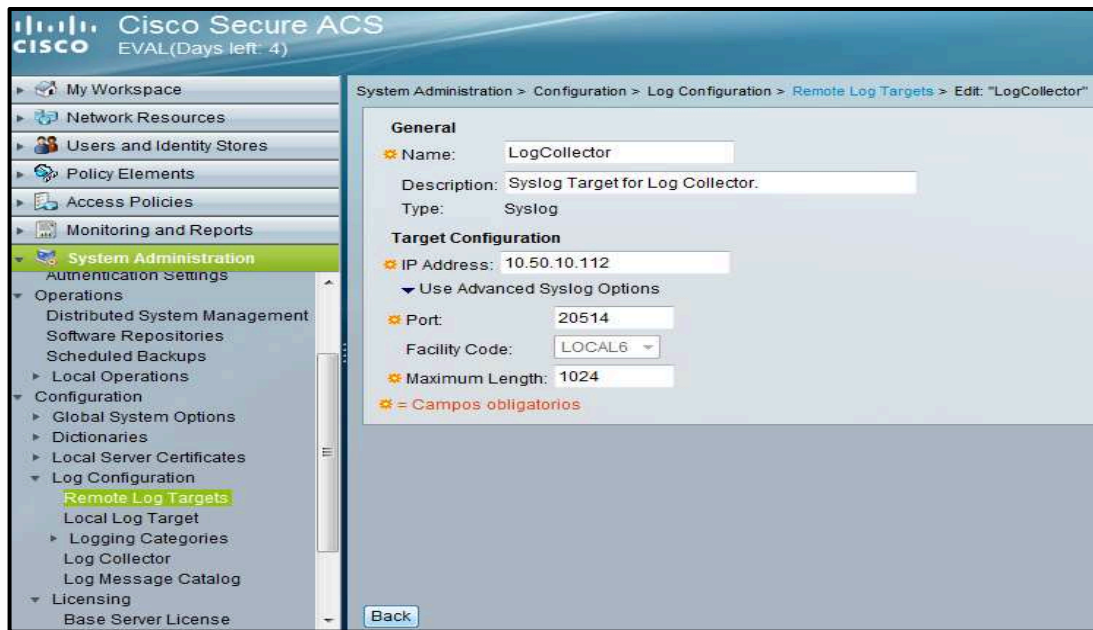 Cisco Secure ACS
CISCO
EVAL(Days left: 4)
My Workspace
Network Resources
Users and Identity Stores
Policy Elements
Access Policies
Monitoring and Reports
System Administration
Authentication Settings
Operations
Distributed System Management
Software Repositories
Scheduled Backups
Local Operations
Configuration
Global System Options
Dictionaries
Local Server Certificates
Log Configuration
Remote Log Targets
Local Log Target
Logging Categories
Log Collector
Log Message Catalog
Licensing
Base Server License
System Administration > Configuration > Log Configuration > Remote Log Targets > Edit: "LogCollector"
General
Name: LogCollector
Description: Syslog Target for Log Collector.
Type: Syslog
Target Configuration
IP Address: 10.50.10.112
Use Advanced Syslog Options
Port: 20514
Facility Code: LOCAL6
Maximum Length: 1024
= Campos obligatorios
Back